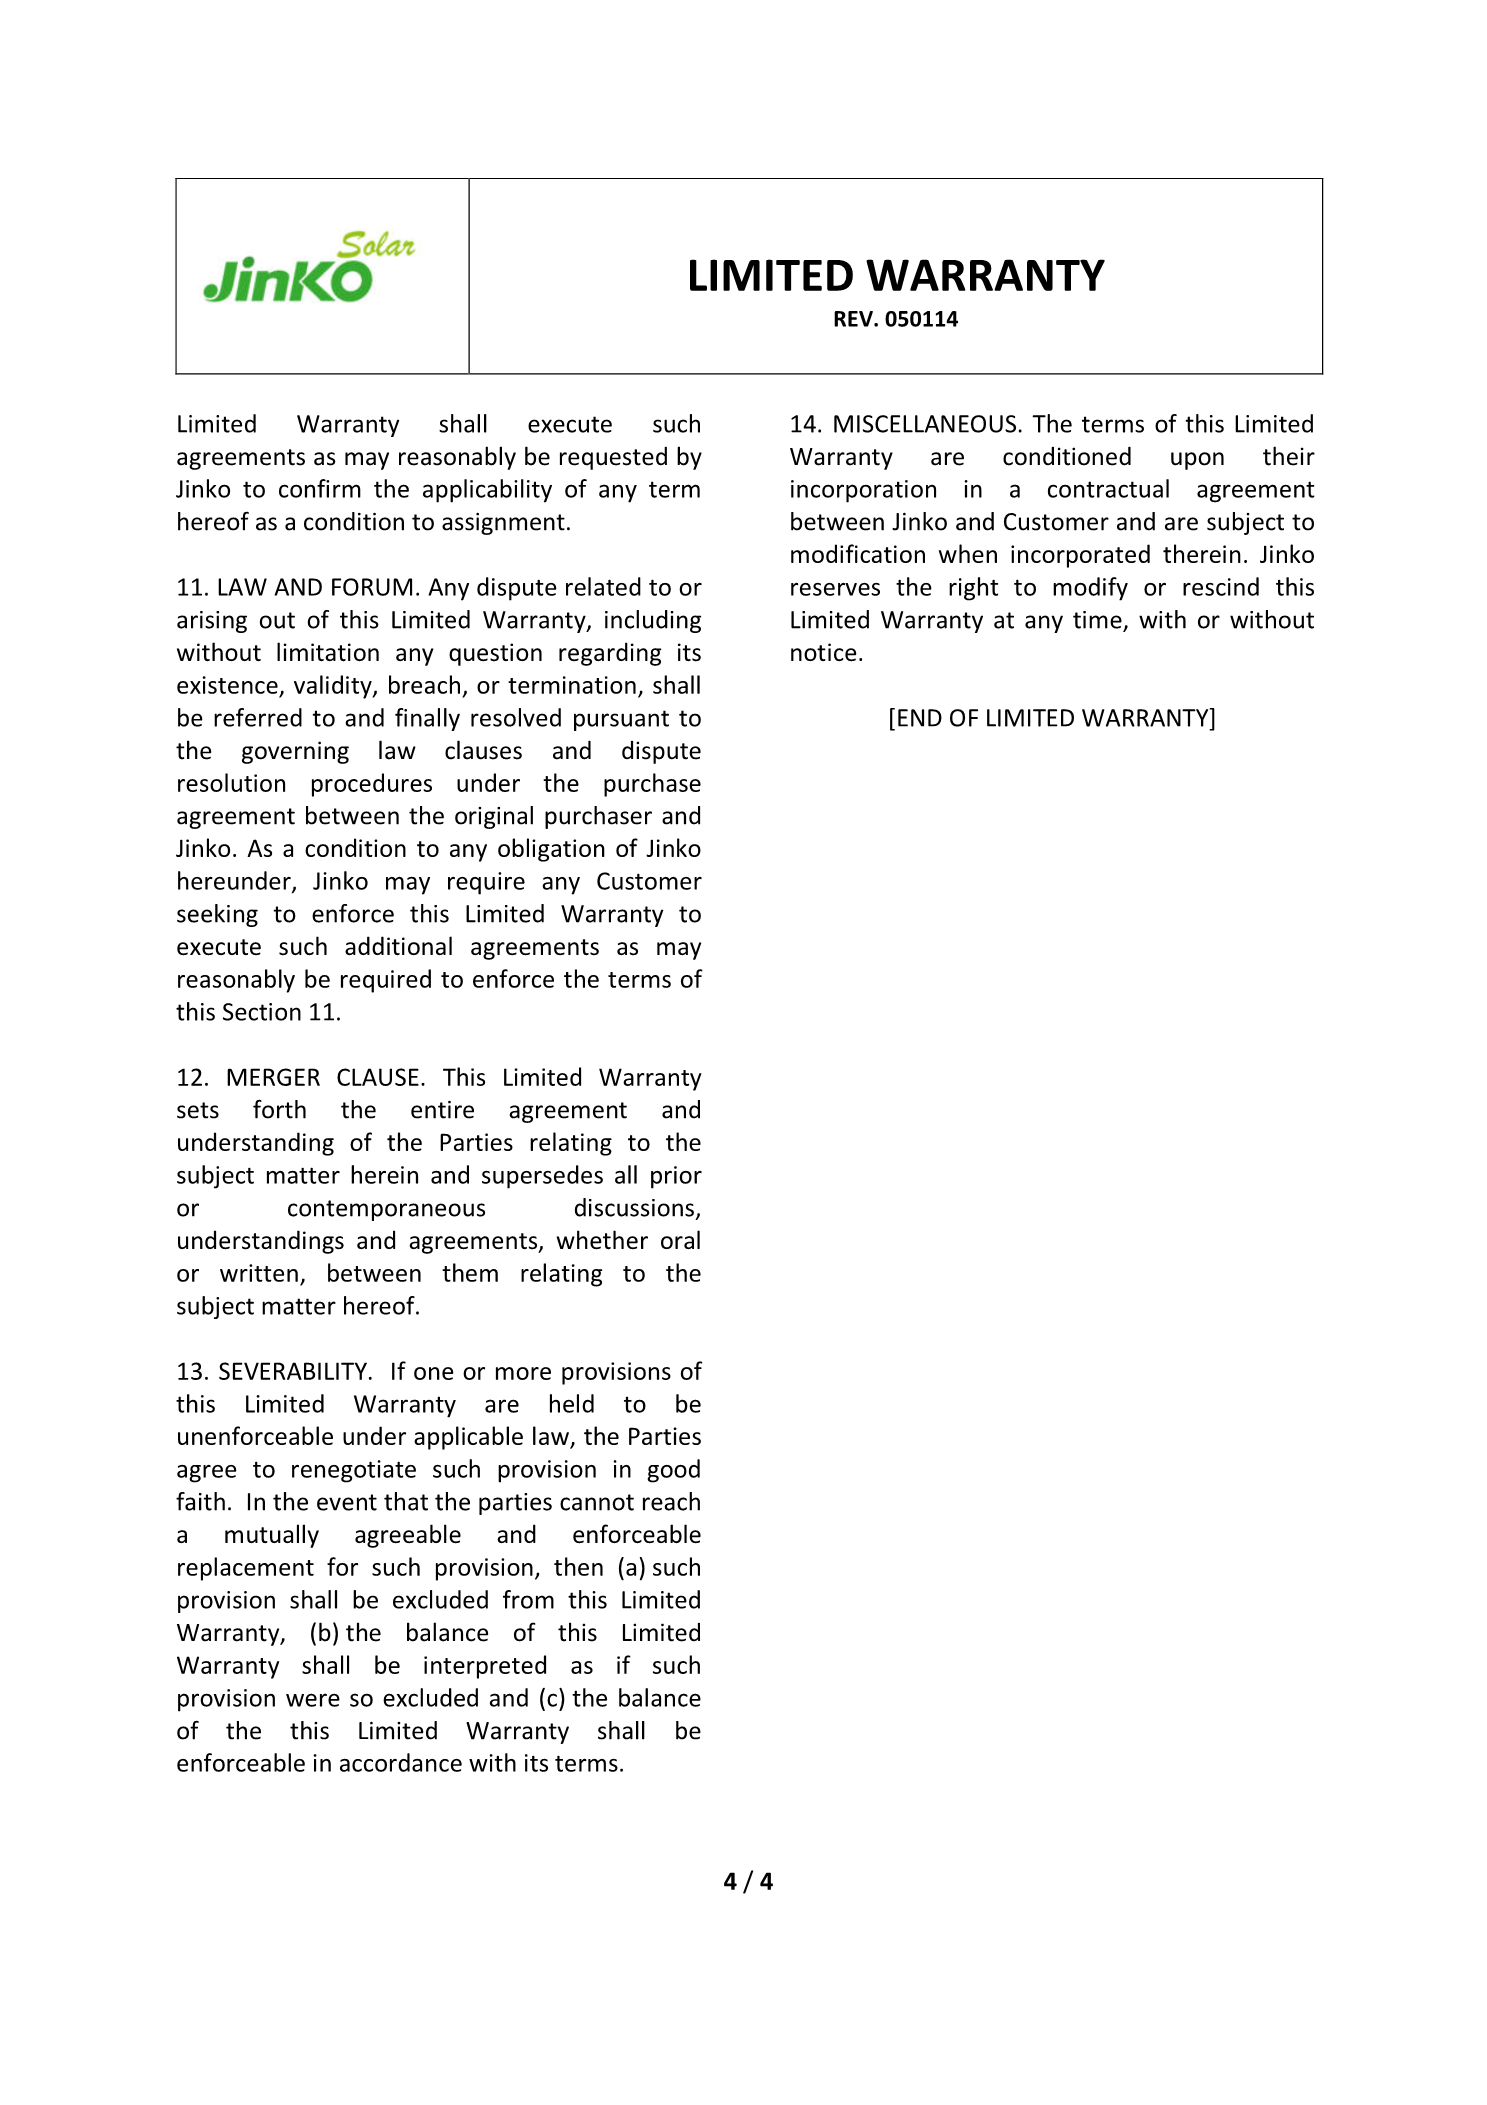 JinKO Solar
LIMITED WARRANTY
REV. 050114
Limited Warranty shall execute such
agreements as may reasonably be requested by
Jinko to confirm the applicability of any term
hereof as a condition to assignment.
11. LAW AND FORUM. Any dispute related to or
arising out of this Limited Warranty, including
without limitation any question regarding its
existence, validity, breach, or termination, shall
be referred to and finally resolved pursuant to
the governing law clauses and dispute
resolution procedures under the purchase
agreement between the original purchaser and
Jinko. As a condition to any obligation of Jinko
hereunder, Jinko may require any Customer
seeking to enforce this Limited Warranty to
execute such additional agreements as may
reasonably be required to enforce the terms of
this Section 11.
12. MERGER CLAUSE. This Limited Warranty
sets forth the entire agreement and
understanding of the Parties relating to the
subject matter herein and supersedes all prior
or contemporaneous discussions,
understandings and agreements, whether oral
or written, between them relating to the
subject matter hereof.
13. SEVERABILITY. If one or more provisions of
this Limited Warranty are held to be
unenforceable under applicable law, the Parties
agree to renegotiate such provision in good
faith. In the event that the parties cannot reach
a mutually agreeable and enforceable
replacement for such provision, then (a) such
provision shall be excluded from this Limited
Warranty, (b) the balance of this Limited
Warranty shall be interpreted as if such
provision were so excluded and (c) the balance
of the this Limited Warranty shall be
enforceable in accordance with its terms.
14. MISCELLANEOUS. The terms of this Limited
Warranty are conditioned upon their
incorporation in a contractual agreement
between Jinko and Customer and are subject to
modification when incorporated therein. Jinko
reserves the right to modify or rescind this
Limited Warranty at any time, with or without
notice.
[END OF LIMITED WARRANTY]
4 / 4